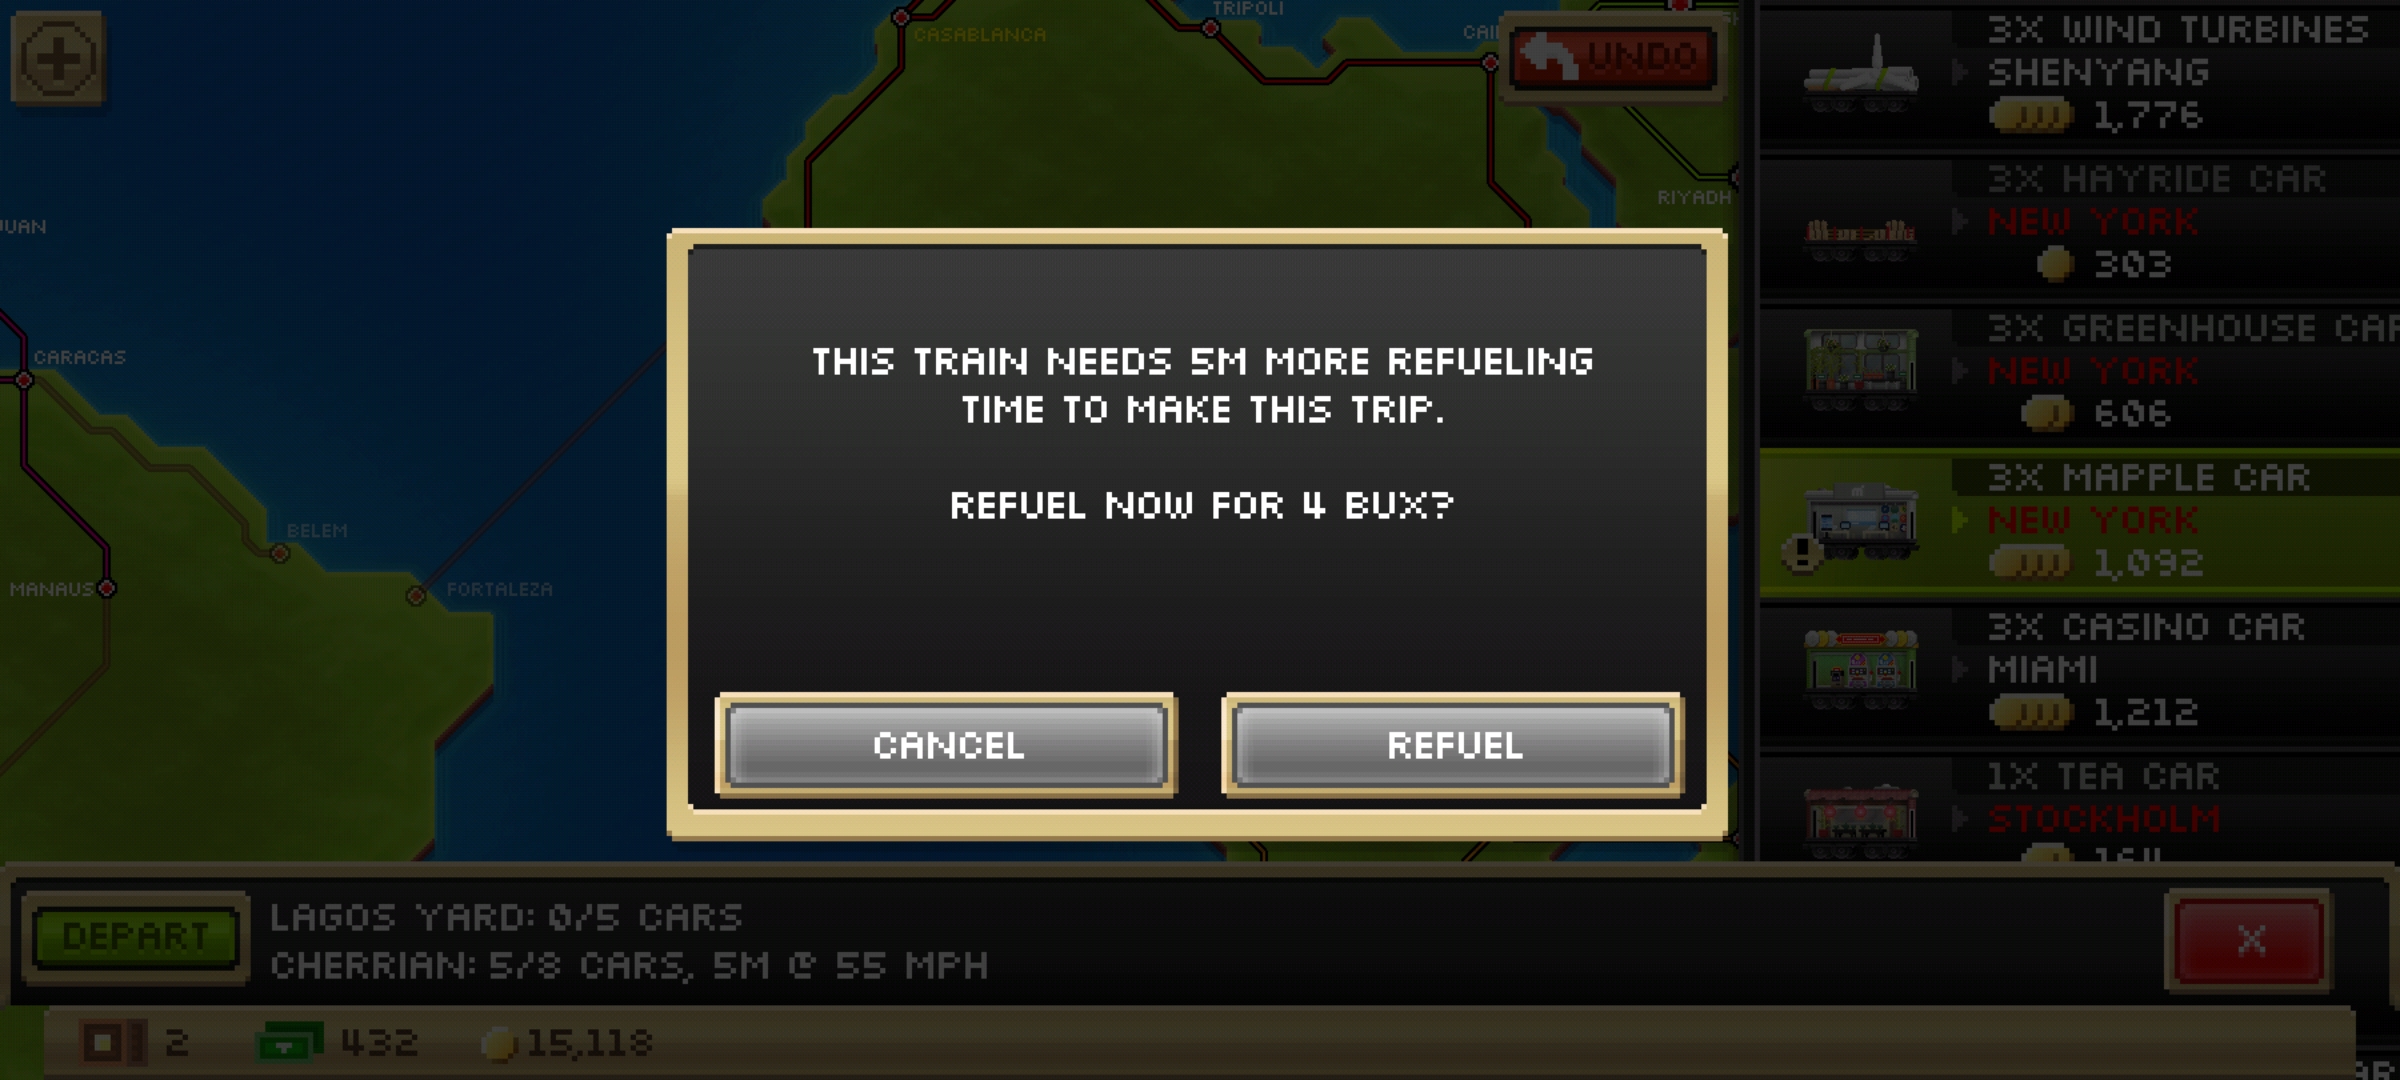 TRIPOLI
CASABLANCA
CAI
UNDO
RIYADH
UAN
CARACAS
BELEM
MANAUS
FORTALEZA
3X WIND TURBINES
SHENYANG
1,776
3X HAYRIDE CAR
NEW YORK
303
3X GREENHOUSE CAR
NEW YORK
606
3X MAPPLE CAR
NEW YORK
1,092
3X CASINO CAR
MIAMI
1,212
1X TEA CAR
STOCKHOLM
THIS TRAIN NEEDS 5M MORE REFUELING
TIME TO MAKE THIS TRIP.
REFUEL NOW FOR 4 BUX?
CANCEL
REFUEL
DEPART
LAGOS YARD: 0/5 CARS
CHERRIAN: 5/8 CARS, 5M @ 55 MPH
X
2
432
15,118